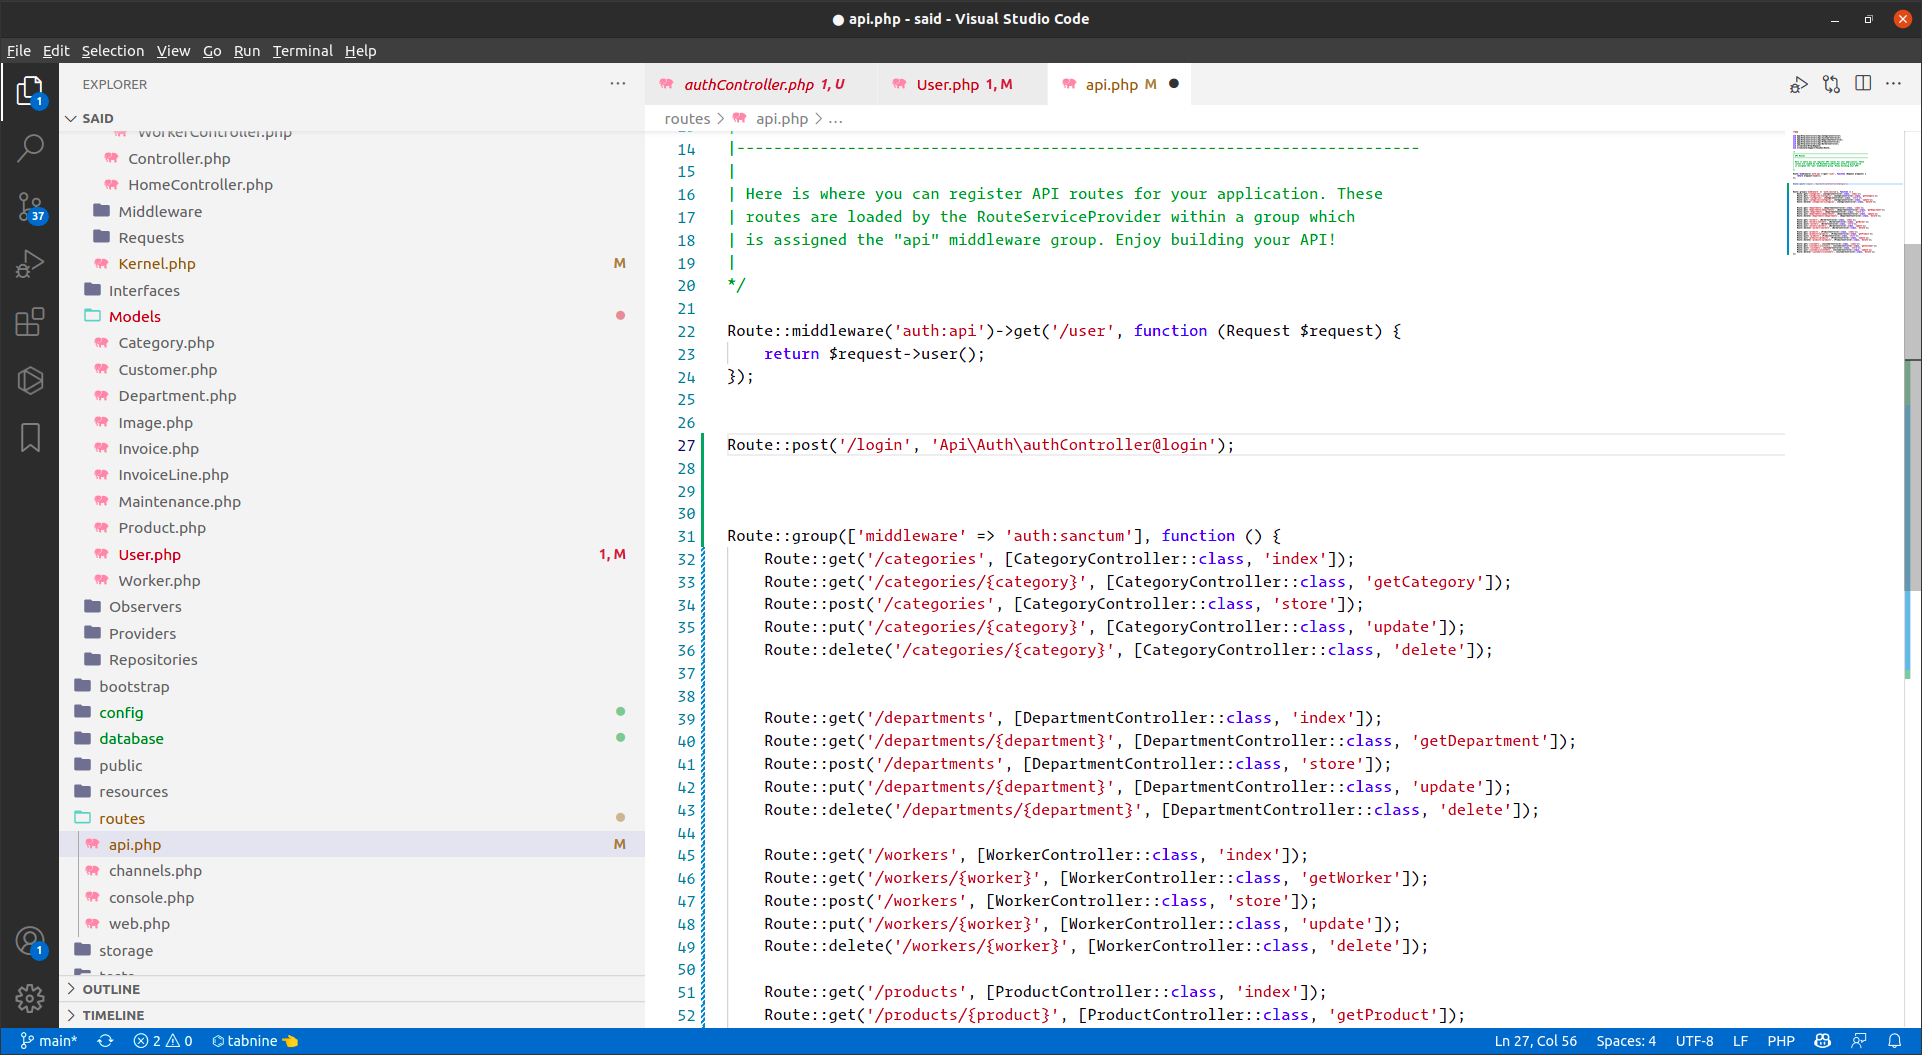 api.php - said - Visual Studio Code
File Edit Selection View Go Run Terminal Help
EXPLORER
SAID
WorkerController.php
Controller.php
HomeController.php
Middleware
Requests
Kernel.php M
Interfaces
Models
Category.php
Customer.php
Department.php
Image.php
Invoice.php
InvoiceLine.php
Maintenance.php
Product.php
User.php 1, M
Worker.php
Observers
Providers
Repositories
bootstrap
config
database
public
resources
routes
api.php M
channels.php
console.php
web.php
storage
tests
OUTLINE
TIMELINE
1
37
1
authController.php 1, U User.php 1, M api.php M
routes > api.php > ...
14 |--------------------------------------------------------------------------
15 |
16 | Here is where you can register API routes for your application. These
17 | routes are loaded by the RouteServiceProvider within a group which
18 | is assigned the "api" middleware group. Enjoy building your API!
19 |
20 */
21
22 Route::middleware('auth:api')->get('/user', function (Request $request) {
23 return $request->user();
24 });
25
26
27 Route::post('/login', 'Api\Auth\authController@login');
28
29
30
31 Route::group(['middleware' => 'auth:sanctum'], function () {
32 Route::get('/categories', [CategoryController::class, 'index']);
33 Route::get('/categories/{category}', [CategoryController::class, 'getCategory']);
34 Route::post('/categories', [CategoryController::class, 'store']);
35 Route::put('/categories/{category}', [CategoryController::class, 'update']);
36 Route::delete('/categories/{category}', [CategoryController::class, 'delete']);
37
38
39 Route::get('/departments', [DepartmentController::class, 'index']);
40 Route::get('/departments/{department}', [DepartmentController::class, 'getDepartment']);
41 Route::post('/departments', [DepartmentController::class, 'store']);
42 Route::put('/departments/{department}', [DepartmentController::class, 'update']);
43 Route::delete('/departments/{department}', [DepartmentController::class, 'delete']);
44
45 Route::get('/workers', [WorkerController::class, 'index']);
46 Route::get('/workers/{worker}', [WorkerController::class, 'getWorker']);
47 Route::post('/workers', [WorkerController::class, 'store']);
48 Route::put('/workers/{worker}', [WorkerController::class, 'update']);
49 Route::delete('/workers/{worker}', [WorkerController::class, 'delete']);
50
51 Route::get('/products', [ProductController::class, 'index']);
52 Route::get('/products/{product}', [ProductController::class, 'getProduct']);
main* 2 0 tabnine Ln 27, Col 56 Spaces: 4 UTF-8 LF PHP